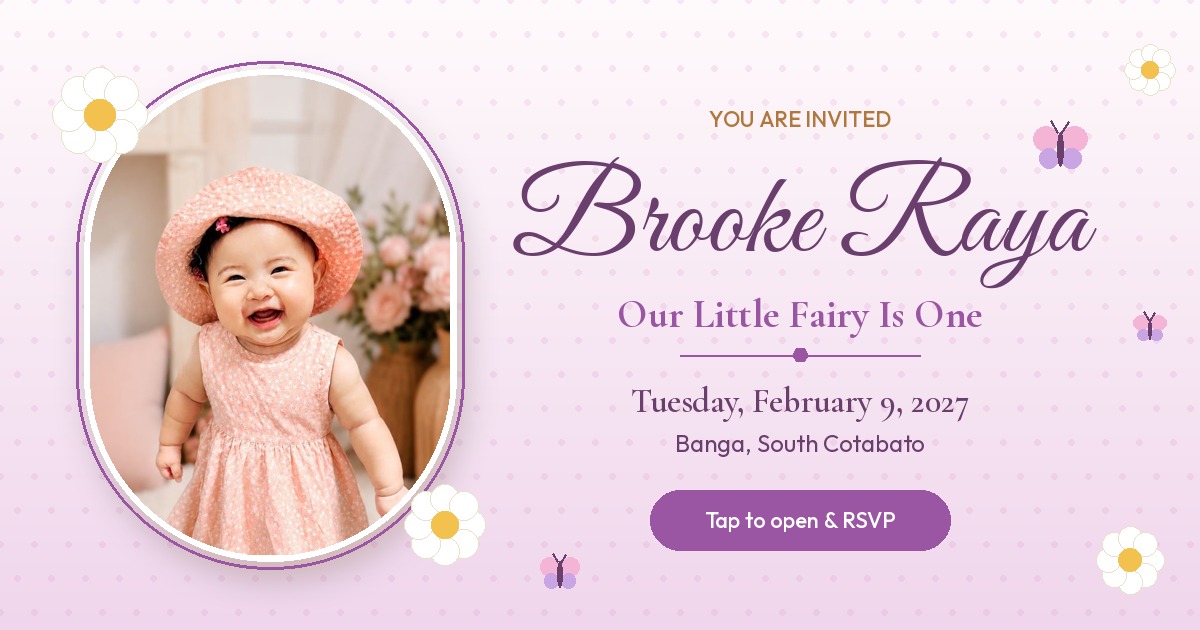 YOU ARE INVITED
Brooke Raya
Our Little Fairy Is One
Tuesday, February 9, 2027
Banga, South Cotabato
Tap to open & RSVP